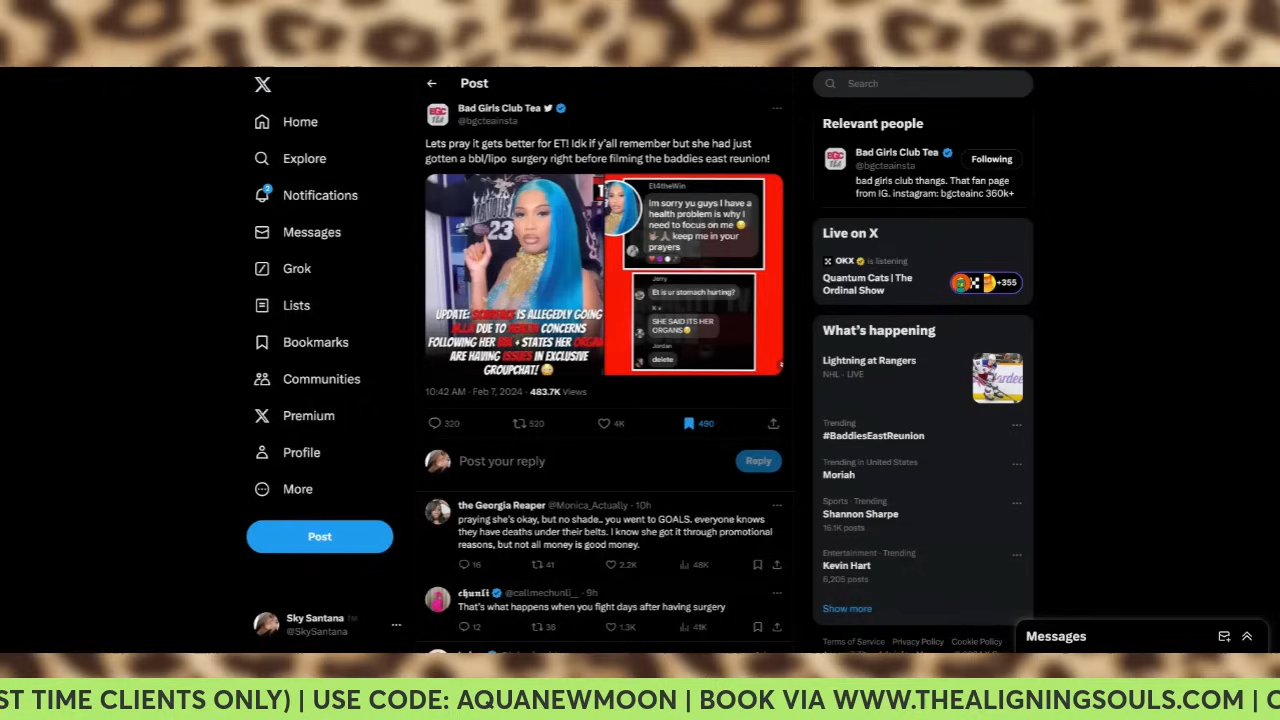 Post
Search
Home
Explore
2
Notifications
Messages
Grok
Lists
Bookmarks
Communities
Premium
Profile
More
Post
Sky Santana
@SkySantana
BGC
tea
Bad Girls Club Tea
@bgcteainsta
Lets pray it gets better for ET! Idk if y'all remember but she had just
gotten a bbl/lipo surgery right before filming the baddies east reunion!
23
UPDATE: SCARFACE IS ALLEGEDLY GOING
DUE TO HEALTH CONCERNS
FOLLOWING HER BBL + STATES HER ORGANS
ARE HAVING ISSUES IN EXCLUSIVE
GROUPCHAT!
Et4theWin
Im sorry yu guys I have a
health problem is why I
need to focus on me
keep me in your
prayers
Jerry
Et is ur stomach hurting?
SHE SAID ITS HER
ORGANS
Jordan
delete
10:42 AM · Feb 7, 2024 · 483.7K Views
320 520 4K 490
Post your reply
Reply
the Georgia Reaper @Monica_Actually · 10h
praying she's okay, but no shade.. you went to GOALS. everyone knows
they have deaths under their belts. I know she got it through promotional
reasons, but not all money is good money.
16 41 2.2K 48K
chunli @callmechunli_ · 9h
That's what happens when you fight days after having surgery
12 36 1.3K 41K
Relevant people
Bad Girls Club Tea
@bgcteainsta
Following
bad girls club thangs. That fan page
from IG. instagram: bgcteainc 360k+
Live on X
OKX is listening
Quantum Cats | The
Ordinal Show
+355
What's happening
Lightning at Rangers
NHL · LIVE
Trending
#BaddiesEastReunion
Trending in United States
Moriah
Sports · Trending
Shannon Sharpe
15.1K posts
Entertainment · Trending
Kevin Hart
6,205 posts
Show more
Terms of Service Privacy Policy Cookie Policy
Messages
ST TIME CLIENTS ONLY) | USE CODE: AQUANEWMOON | BOOK VIA WWW.THEALIGNINGSOULS.COM | C